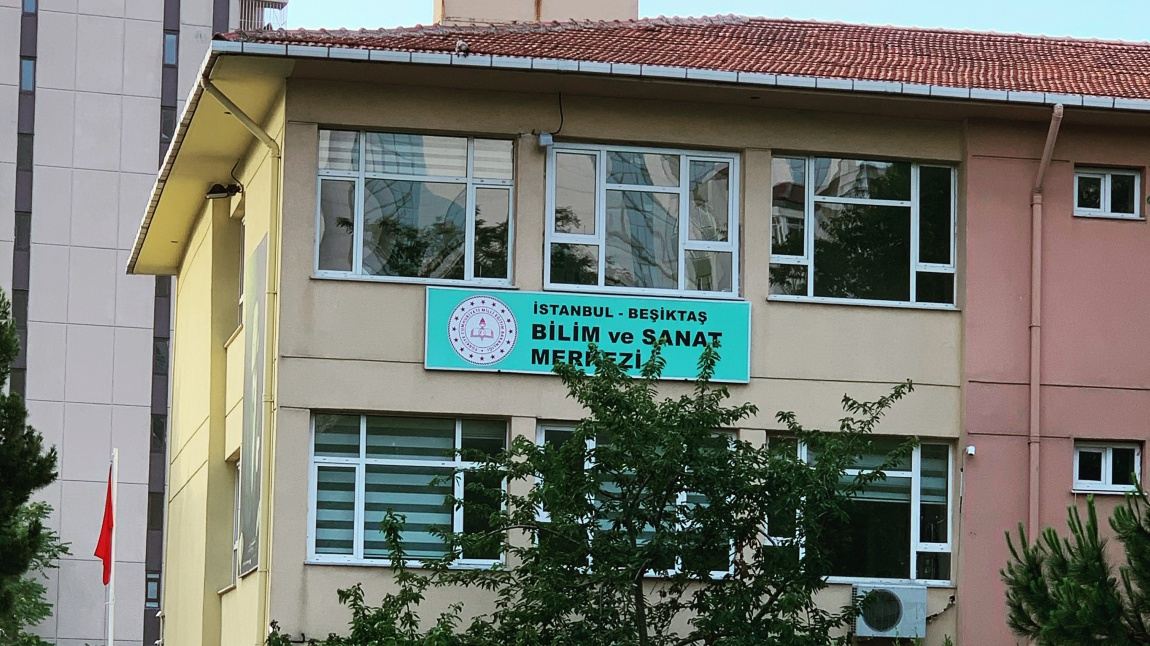 İSTANBUL - BEŞİKTAŞ
BİLİM ve SANAT
MERKEZİ